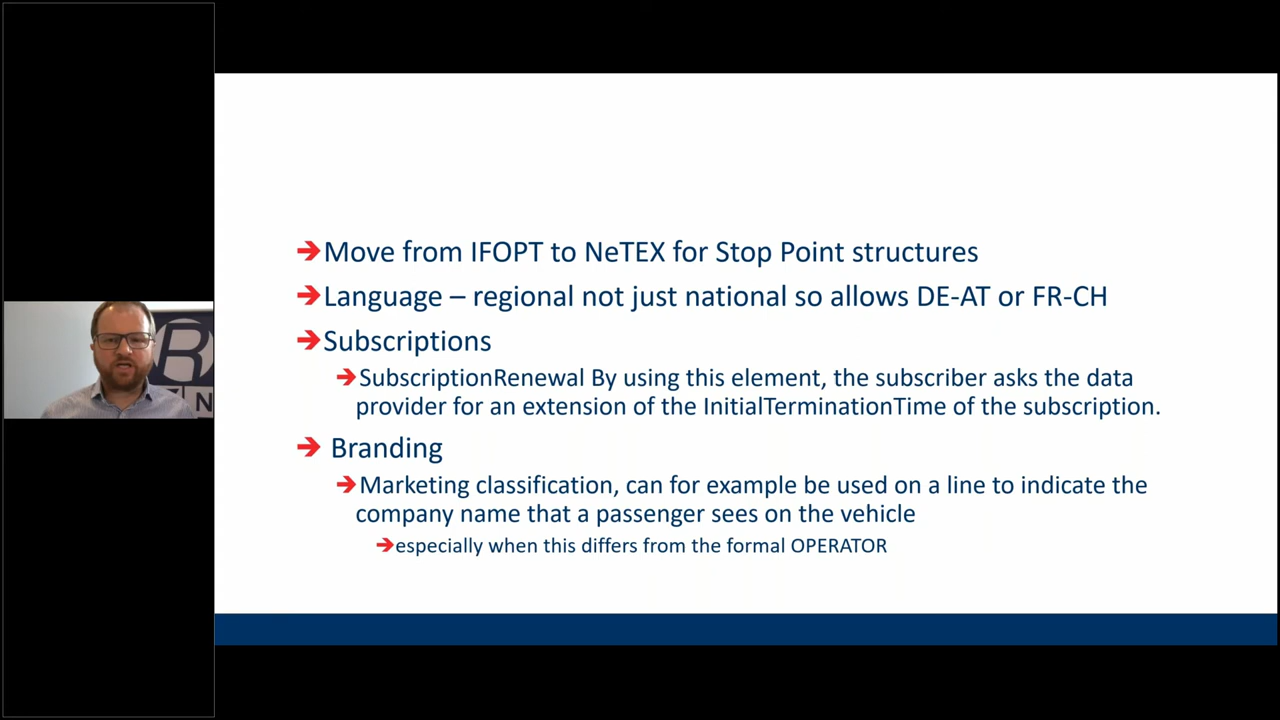 Move from IFOPT to NeTEX for Stop Point structures
Language – regional not just national so allows DE-AT or FR-CH
Subscriptions
SubscriptionRenewal By using this element, the subscriber asks the data
provider for an extension of the InitialTerminationTime of the subscription.
Branding
Marketing classification, can for example be used on a line to indicate the
company name that a passenger sees on the vehicle
especially when this differs from the formal OPERATOR
R
N